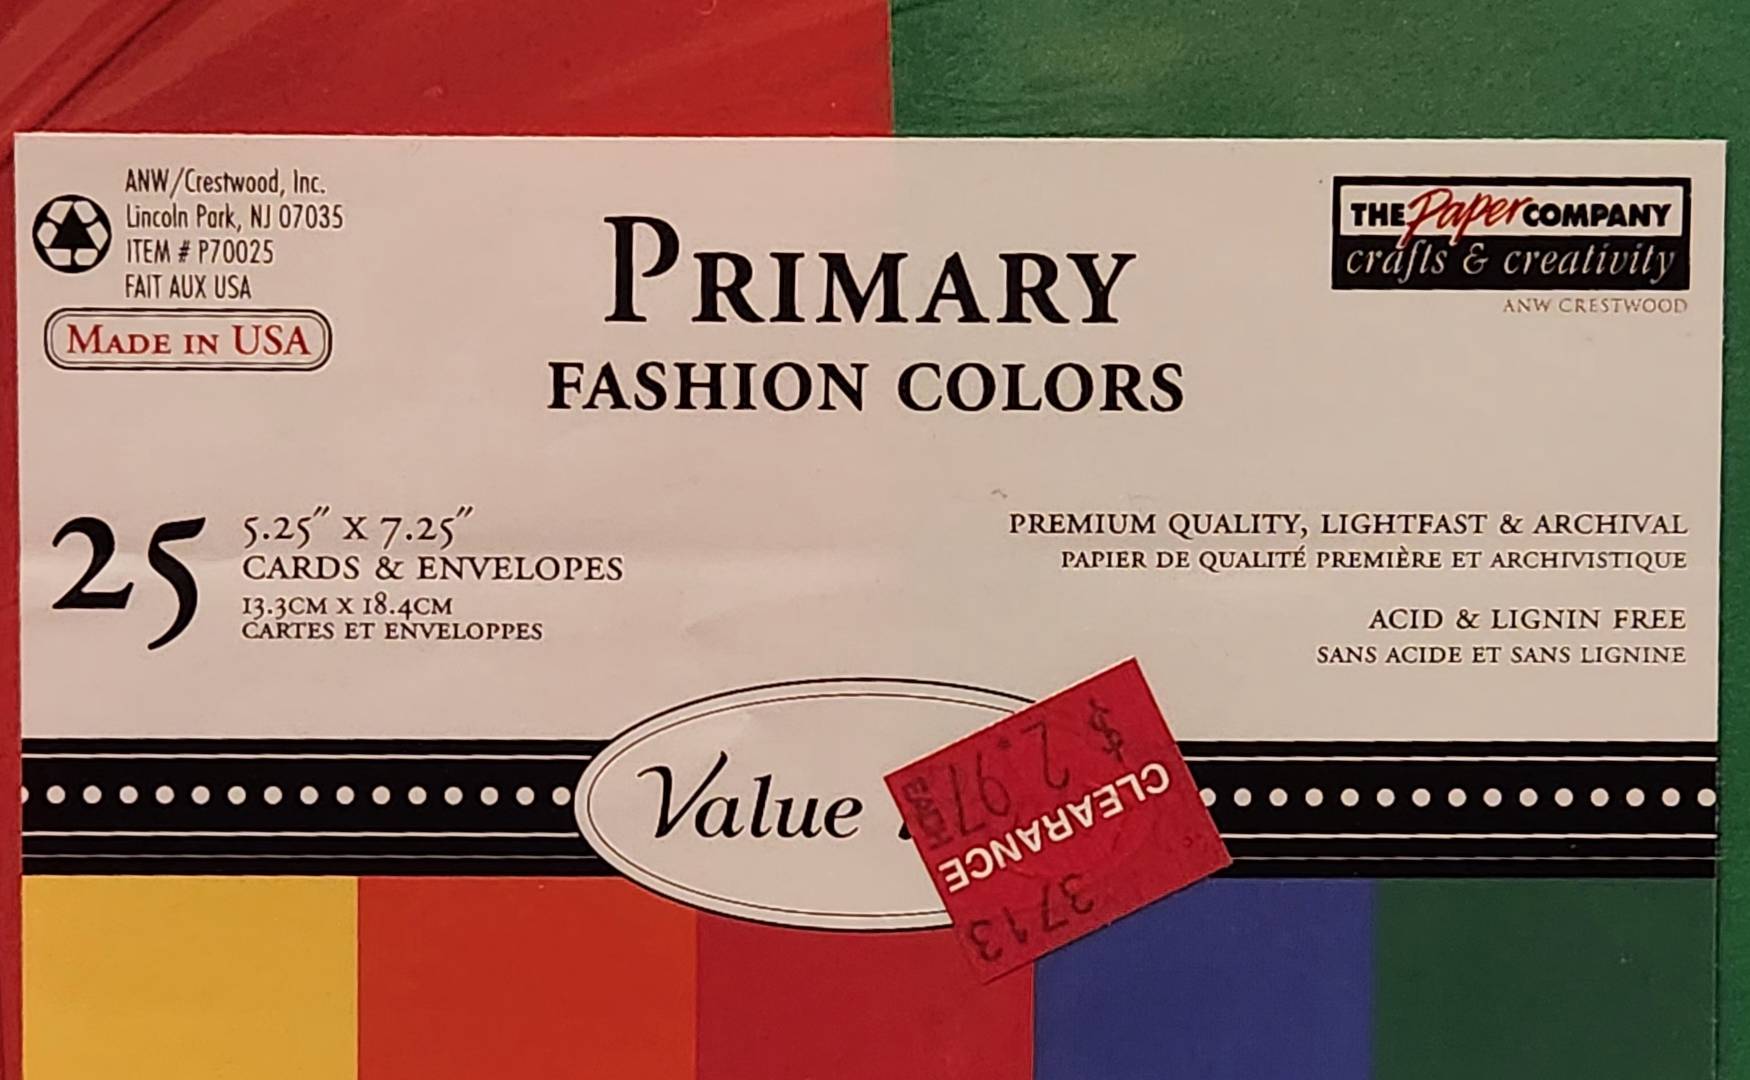 ANW/Crestwood, Inc.
Lincoln Park, NJ 07035
ITEM # P70025
FAIT AUX USA
MADE IN USA
PRIMARY
FASHION COLORS
THE Paper COMPANY
crafts & creativity
ANW CRESTWOOD
25
5.25" X 7.25"
CARDS & ENVELOPES
13.3CM X 18.4CM
CARTES ET ENVELOPPES
PREMIUM QUALITY, LIGHTFAST & ARCHIVAL
PAPIER DE QUALITÉ PREMIÈRE ET ARCHIVISTIQUE
ACID & LIGNIN FREE
SANS ACIDE ET SANS LIGNINE
Value
3713
CLEARANCE
$2.97
EACH